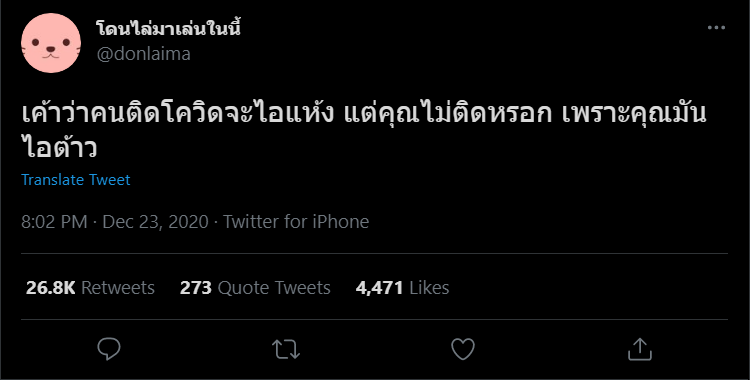 โดนไล่มาเล่นในนี้
@donlaima
เค้าว่าคนติดโควิดจะไอแห้ง แต่คุณไม่ติดหรอก เพราะคุณมัน
ไอต้าว
Translate Tweet
8:02 PM · Dec 23, 2020 · Twitter for iPhone
26.8K Retweets 273 Quote Tweets 4,471 Likes